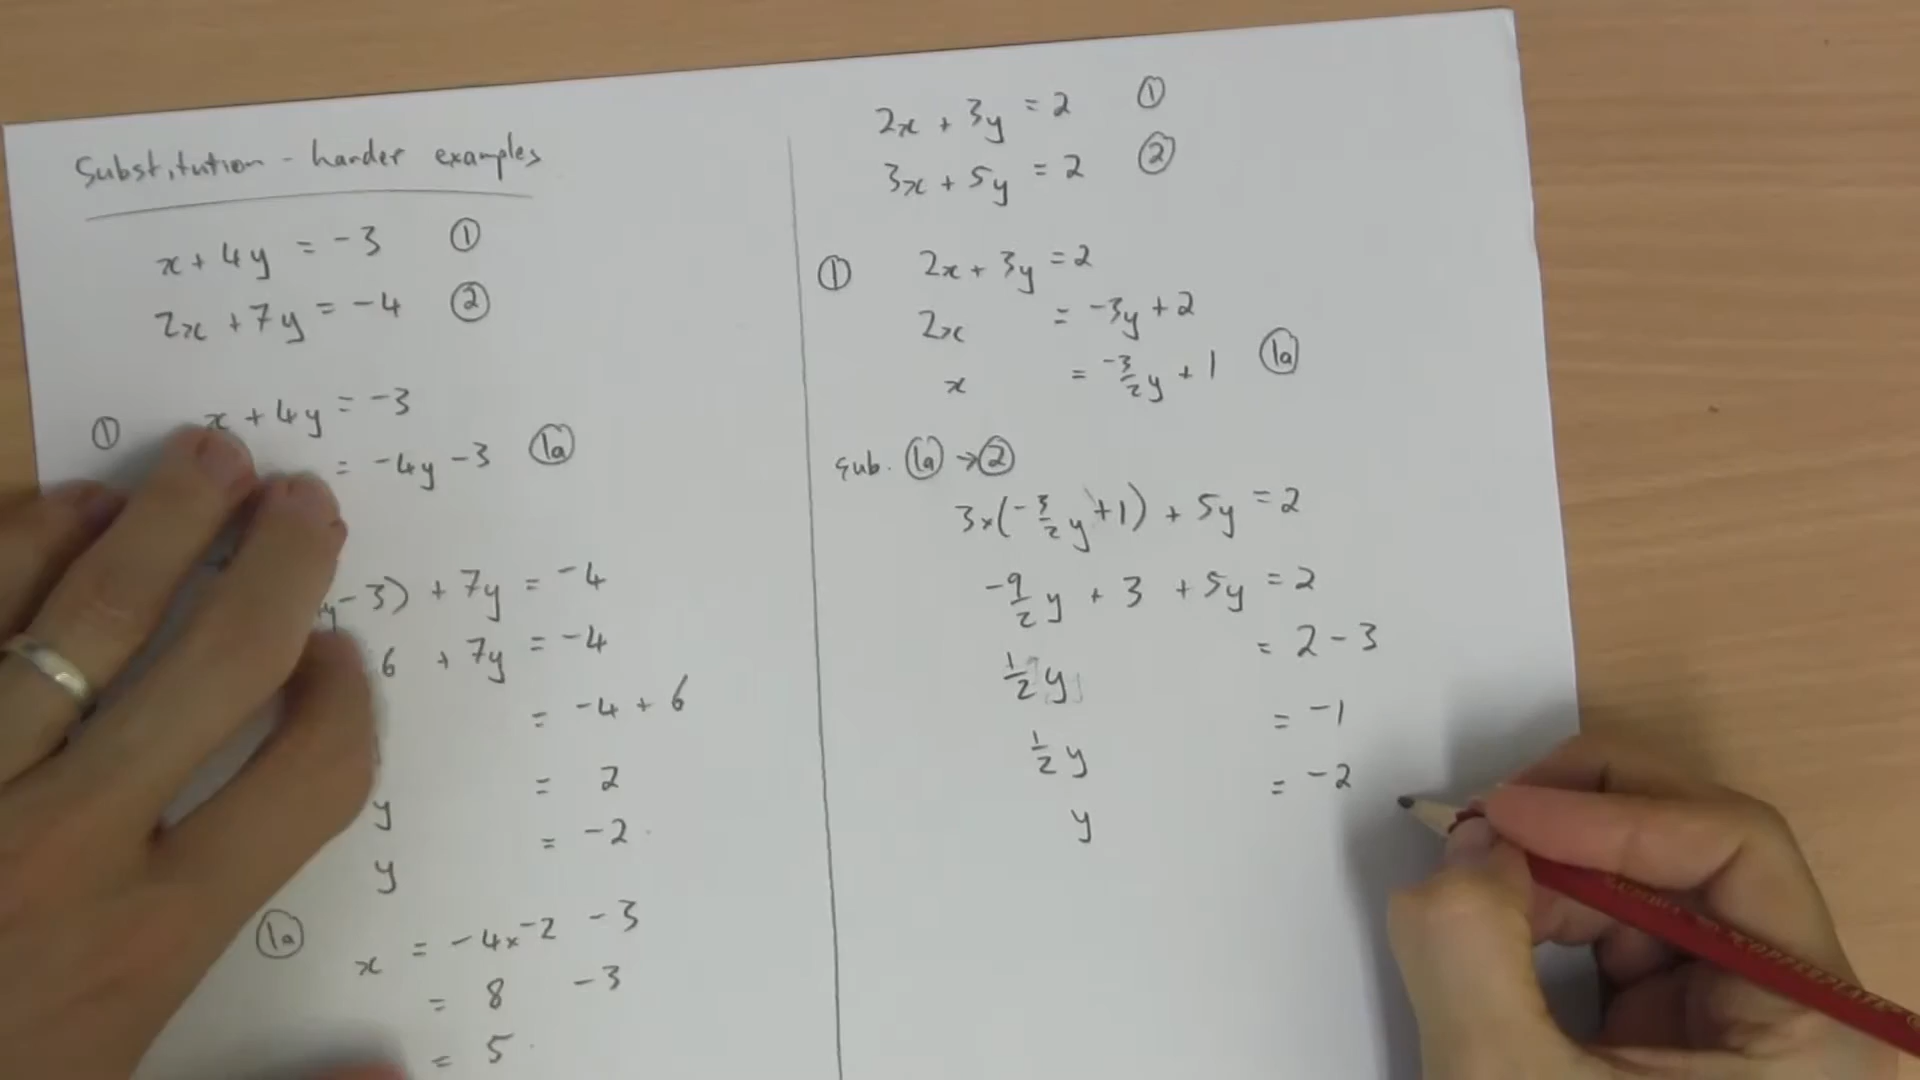 Substitution - harder examples
x + 4y = -3 ①
2x + 7y = -4 ②
① x + 4y = -3
= -4y - 3 (1a)
y - 3) + 7y = -4
6 + 7y = -4
= -4 + 6
y = 2
y = -2
(1a) x = -4 × -2 - 3
= 8 - 3
= 5
2x + 3y = 2 ①
3x + 5y = 2 ②
① 2x + 3y = 2
2x = -3y + 2
x = -3/2 y + 1 (1a)
sub. (1a) → ②
3×(-3/2 y + 1) + 5y = 2
-9/2 y + 3 + 5y = 2
1/2 y = 2 - 3
1/2 y = -1
y = -2